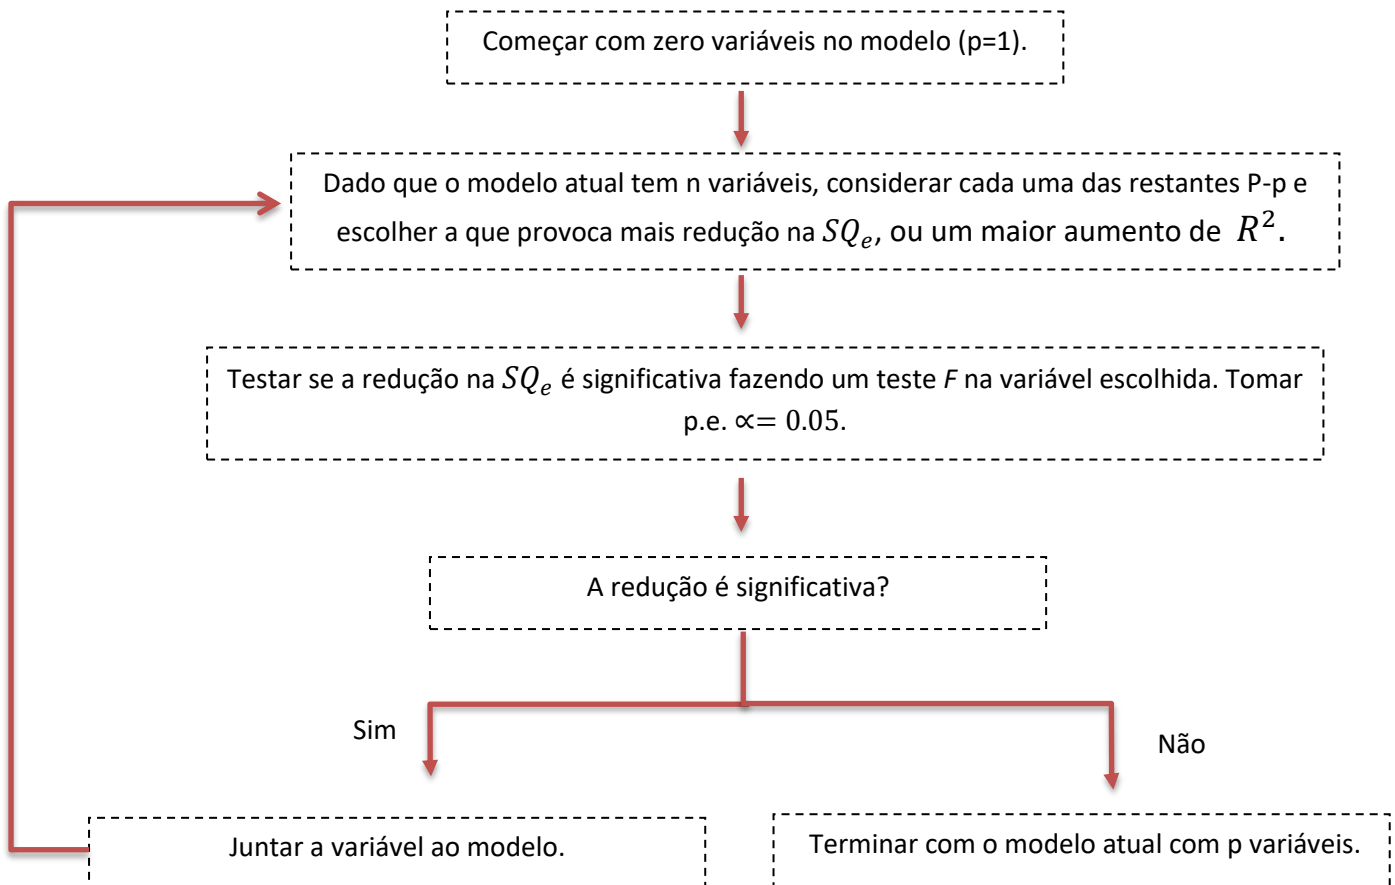 Começar com zero variáveis no modelo (p=1).
Dado que o modelo atual tem n variáveis, considerar cada uma das restantes P-p e
escolher a que provoca mais redução na $SQ_e$, ou um maior aumento de $R^2$.
Testar se a redução na $SQ_e$ é significativa fazendo um teste F na variável escolhida. Tomar
p.e. ∝= 0.05.
A redução é significativa?
Sim
Não
Juntar a variável ao modelo.
Terminar com o modelo atual com p variáveis.